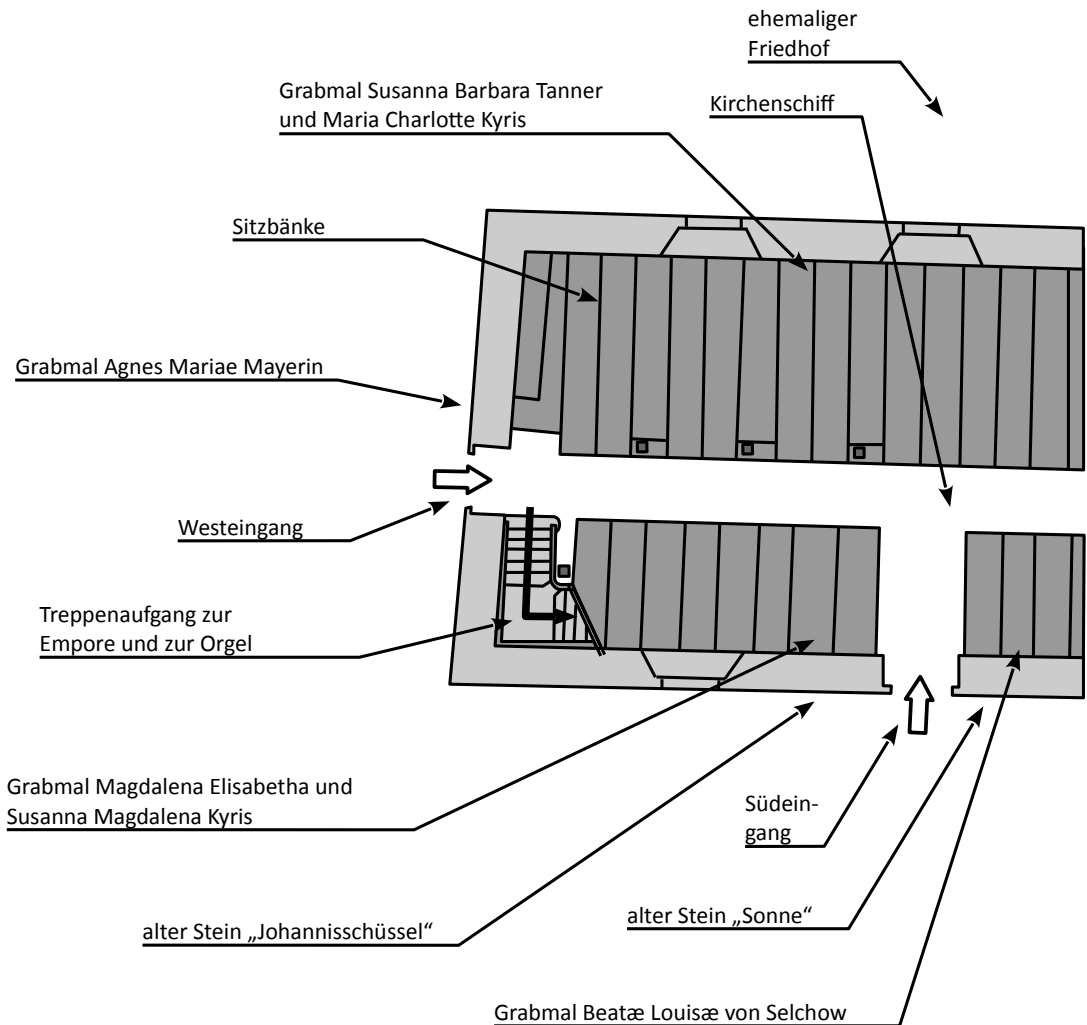 ehemaliger
Friedhof
Grabmal Susanna Barbara Tanner
und Maria Charlotte Kyris
Kirchenschiff
Sitzbänke
Grabmal Agnes Mariae Mayerin
Westeingang
Treppenaufgang zur
Empore und zur Orgel
Grabmal Magdalena Elisabetha und
Susanna Magdalena Kyris
Südein-
gang
alter Stein „Johannisschüssel“
alter Stein „Sonne“
Grabmal Beatæ Louisæ von Selchow